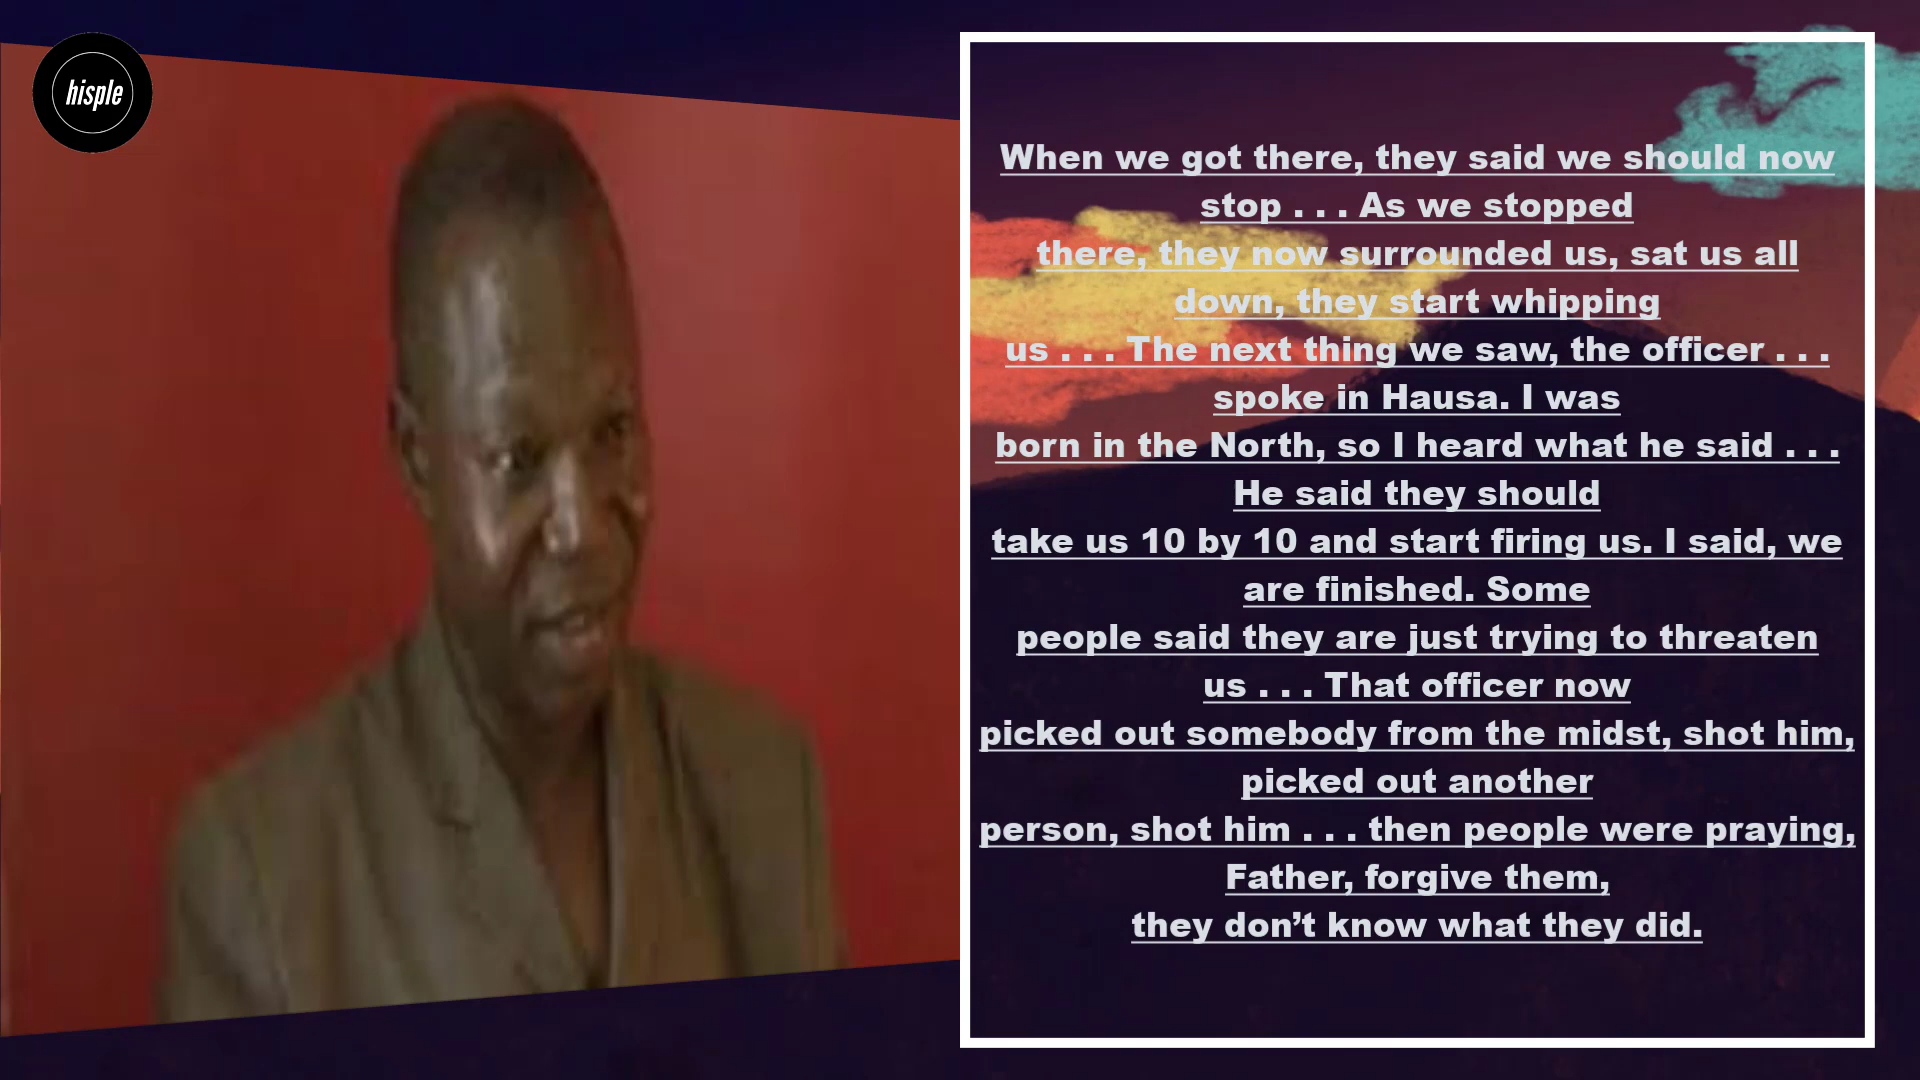 hisple
When we got there, they said we should now
stop . . . As we stopped
there, they now surrounded us, sat us all
down, they start whipping
us . . . The next thing we saw, the officer . . .
spoke in Hausa. I was
born in the North, so I heard what he said . . .
He said they should
take us 10 by 10 and start firing us. I said, we
are finished. Some
people said they are just trying to threaten
us . . . That officer now
picked out somebody from the midst, shot him,
picked out another
person, shot him . . . then people were praying,
Father, forgive them,
they don’t know what they did.